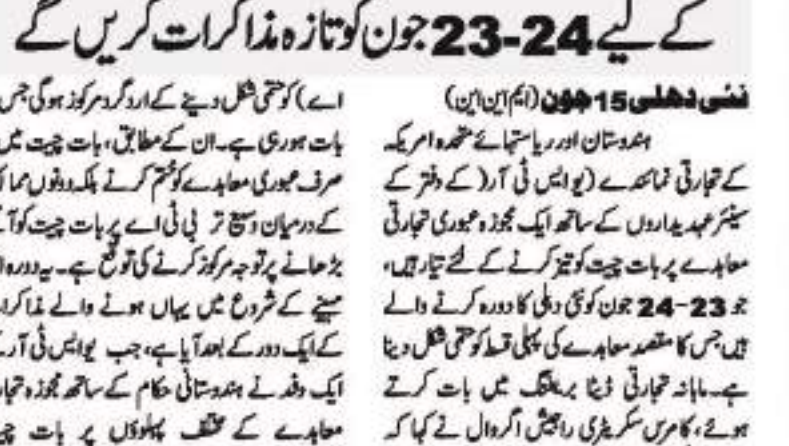 کے لیے 23-24 جون کو تازہ مذاکرات کریں گے
نئی دھلی 15 جون (ایم این این)
ہندوستان اور ریاستہائے متحدہ امریکہ
کے تجارتی نمائندے (یو ایس ٹی آر( کے دفتر کے
سینئر عہدیداروں کے ساتھ ایک مجوزہ عبوری تجارتی
معاہدے پر بات چیت کو تیز کرنے کے لئے تیار ہیں،
جو 23-24 جون کو نئی دہلی کا دورہ کرنے والے
ہیں جس کا مقصد معاہدے کی پہلی قسط کو حتمی شکل دینا
ہے۔ ماہانہ تجارتی ڈیٹا بریفنگ میں بات کرتے
ہوئے، کامرس سکریٹری راجیش اگروال نے کہا کہ
اے) کو حتمی شکل دینے کے اردگرد مرکوز ہوگی جس
بات ہو رہی ہے۔ ان کے مطابق، بات چیت میں
صرف عبوری معاہدے کو ختم کرنے بلکہ دونوں
کے درمیان وسیع تر بی ٹی اے پر بات چیت کو
بڑھانے پر توجہ مرکوز کرنے کی توقع ہے۔ یہ دورہ
مہینے کے شروع میں یہاں ہونے والے
کے ایک دور کے بعد آیا ہے، جب یو ایس ٹی آر
ایک وفد نے ہندوستانی حکام کے ساتھ مجوزہ
معاہدے کے مختلف پہلوؤں پر بات